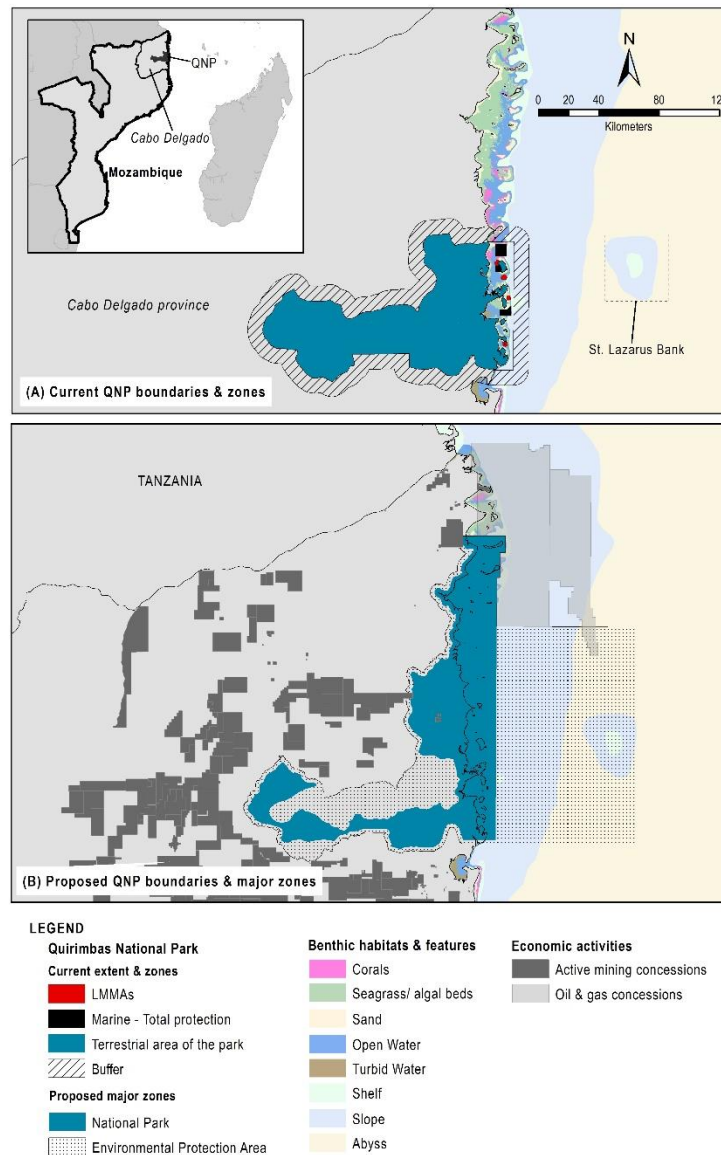 QNP
Cabo Delgado
Mozambique
N
0 20 40 80 120
Kilometers
Cabo Delgado province
St. Lazarus Bank
(A) Current QNP boundaries & zones
TANZANIA
(B) Proposed QNP boundaries & major zones
LEGEND
Quirimbas National Park
Current extent & zones
LMMAs
Marine - Total protection
Terrestrial area of the park
Buffer
Proposed major zones
National Park
Environmental Protection Area
Benthic habitats & features
Corals
Seagrass/ algal beds
Sand
Open Water
Turbid Water
Shelf
Slope
Abyss
Economic activities
Active mining concessions
Oil & gas concessions